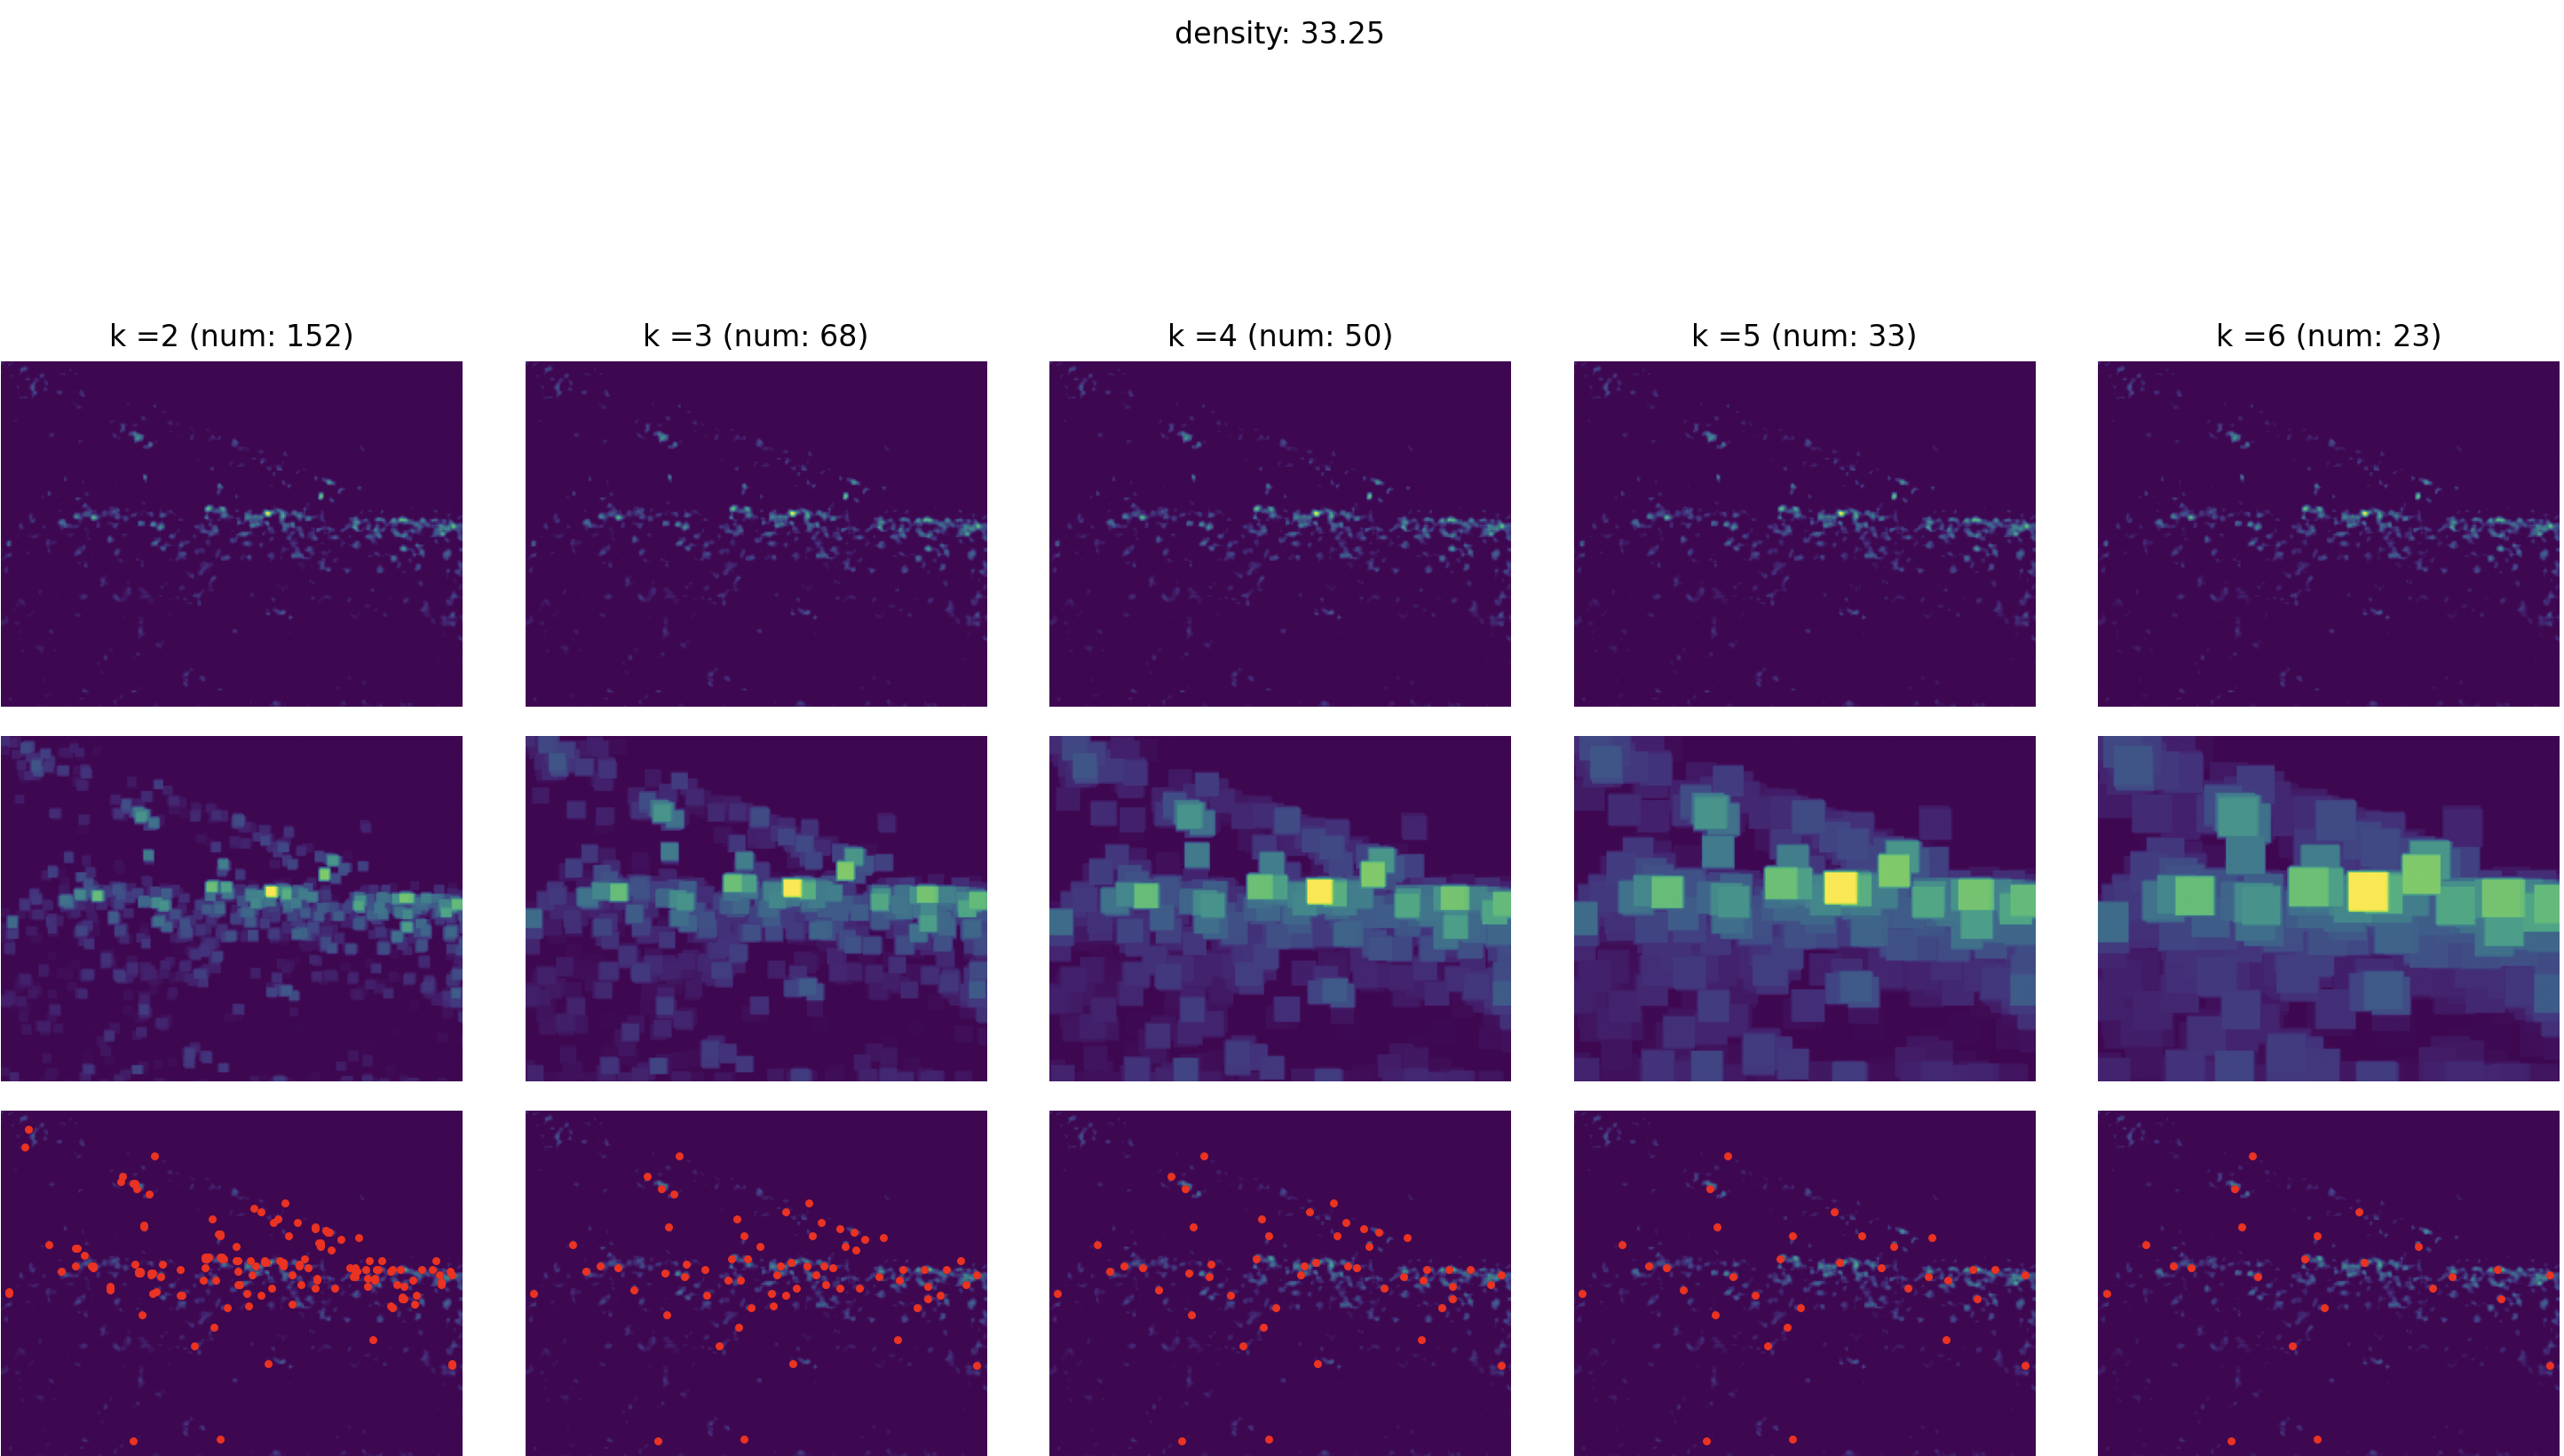 density: 33.25
k =2 (num: 152)
k =3 (num: 68)
k =4 (num: 50)
k =5 (num: 33)
k =6 (num: 23)